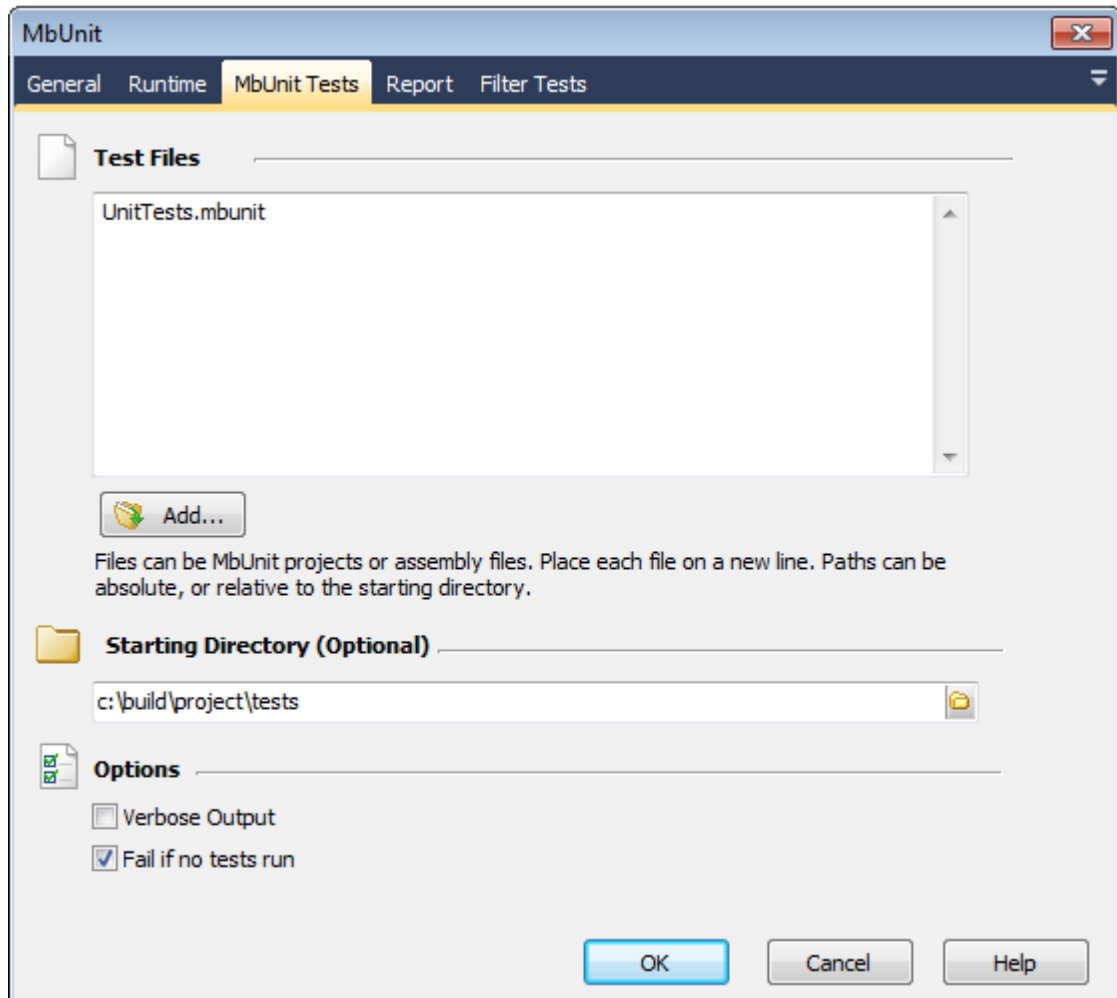 MbUnit
General Runtime MbUnit Tests Report Filter Tests
Test Files
UnitTests.mbunit
Add...
Files can be MbUnit projects or assembly files. Place each file on a new line. Paths can be
absolute, or relative to the starting directory.
Starting Directory (Optional)
c:\build\project\tests
Options
Verbose Output
Fail if no tests run
OK Cancel Help